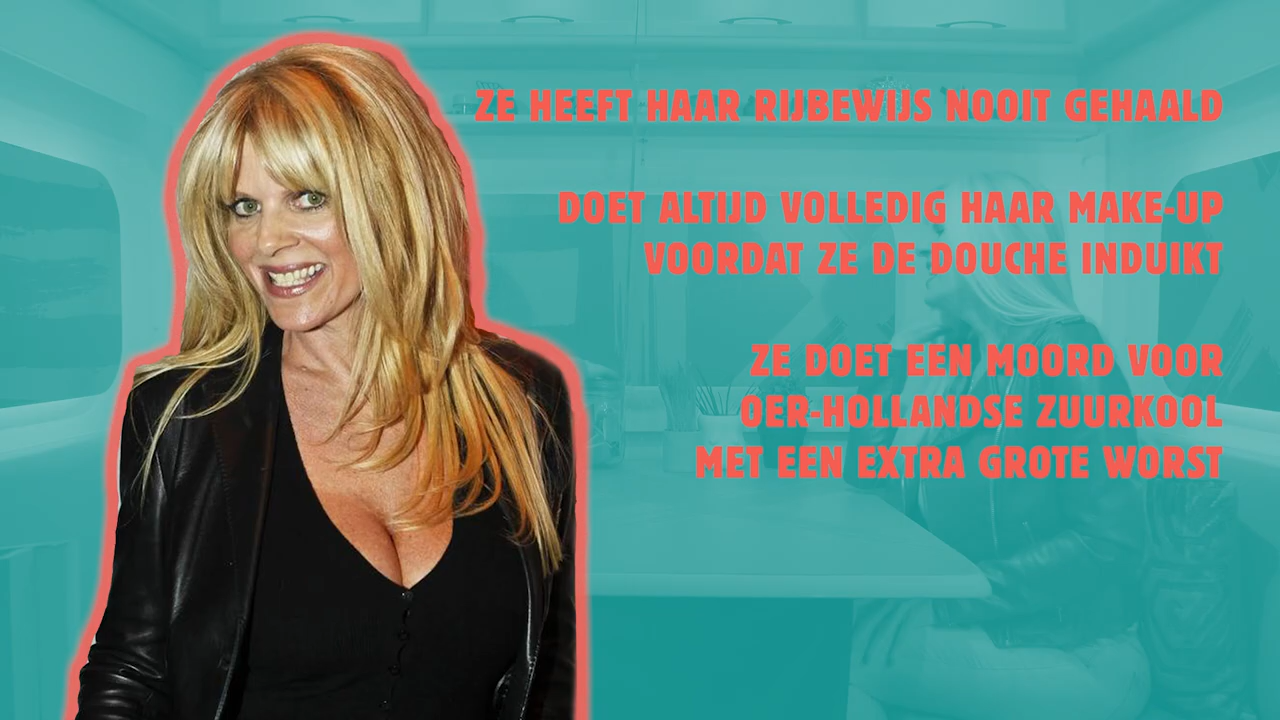 ZE HEEFT HAAR RIJBEWIJS NOOIT GEHAALD
DOET ALTIJD VOLLEDIG HAAR MAKE-UP
VOORDAT ZE DE DOUCHE INDUIKT
ZE DOET EEN MOORD VOOR
OER-HOLLANDSE ZUURKOOL
MET EEN EXTRA GROTE WORST